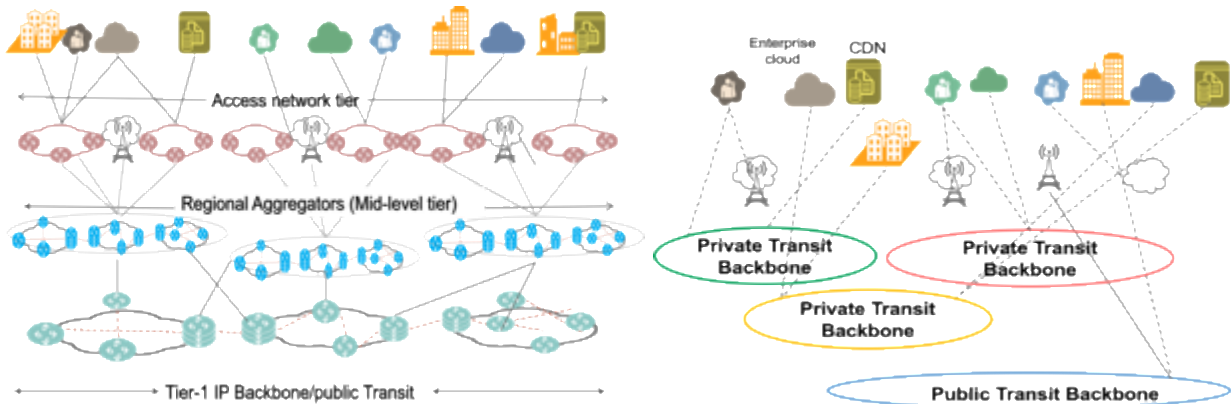 Access network tier
Regional Aggregators (Mid-level tier)
Tier-1 IP Backbone/public Transit
Enterprise
cloud
CDN
Private Transit
Backbone
Private Transit
Backbone
Private Transit
Backbone
Public Transit Backbone